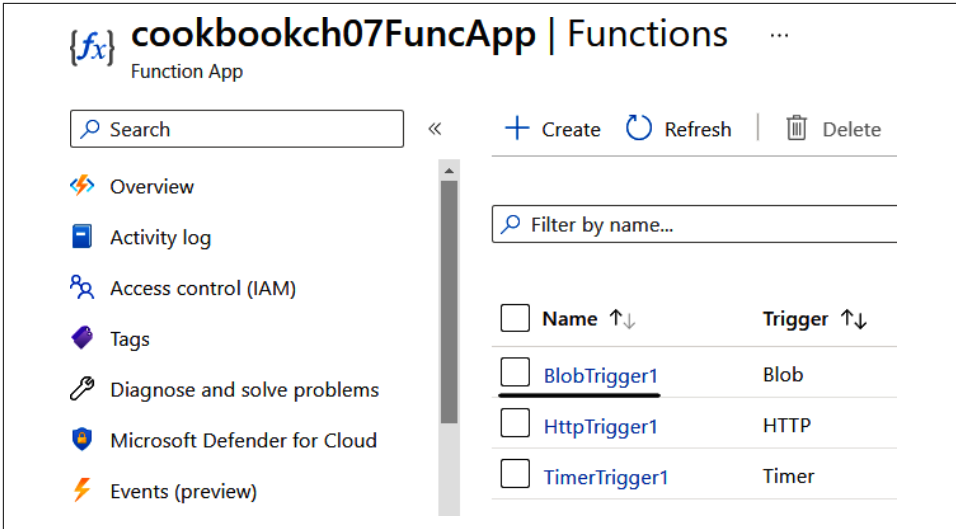 {fx} cookbookch07FuncApp | Functions ...
Function App
Search «
Overview
Activity log
Access control (IAM)
Tags
Diagnose and solve problems
Microsoft Defender for Cloud
Events (preview)
+ Create Refresh | Delete
Filter by name...
Name ↑↓ Trigger ↑↓
BlobTrigger1 Blob
HttpTrigger1 HTTP
TimerTrigger1 Timer